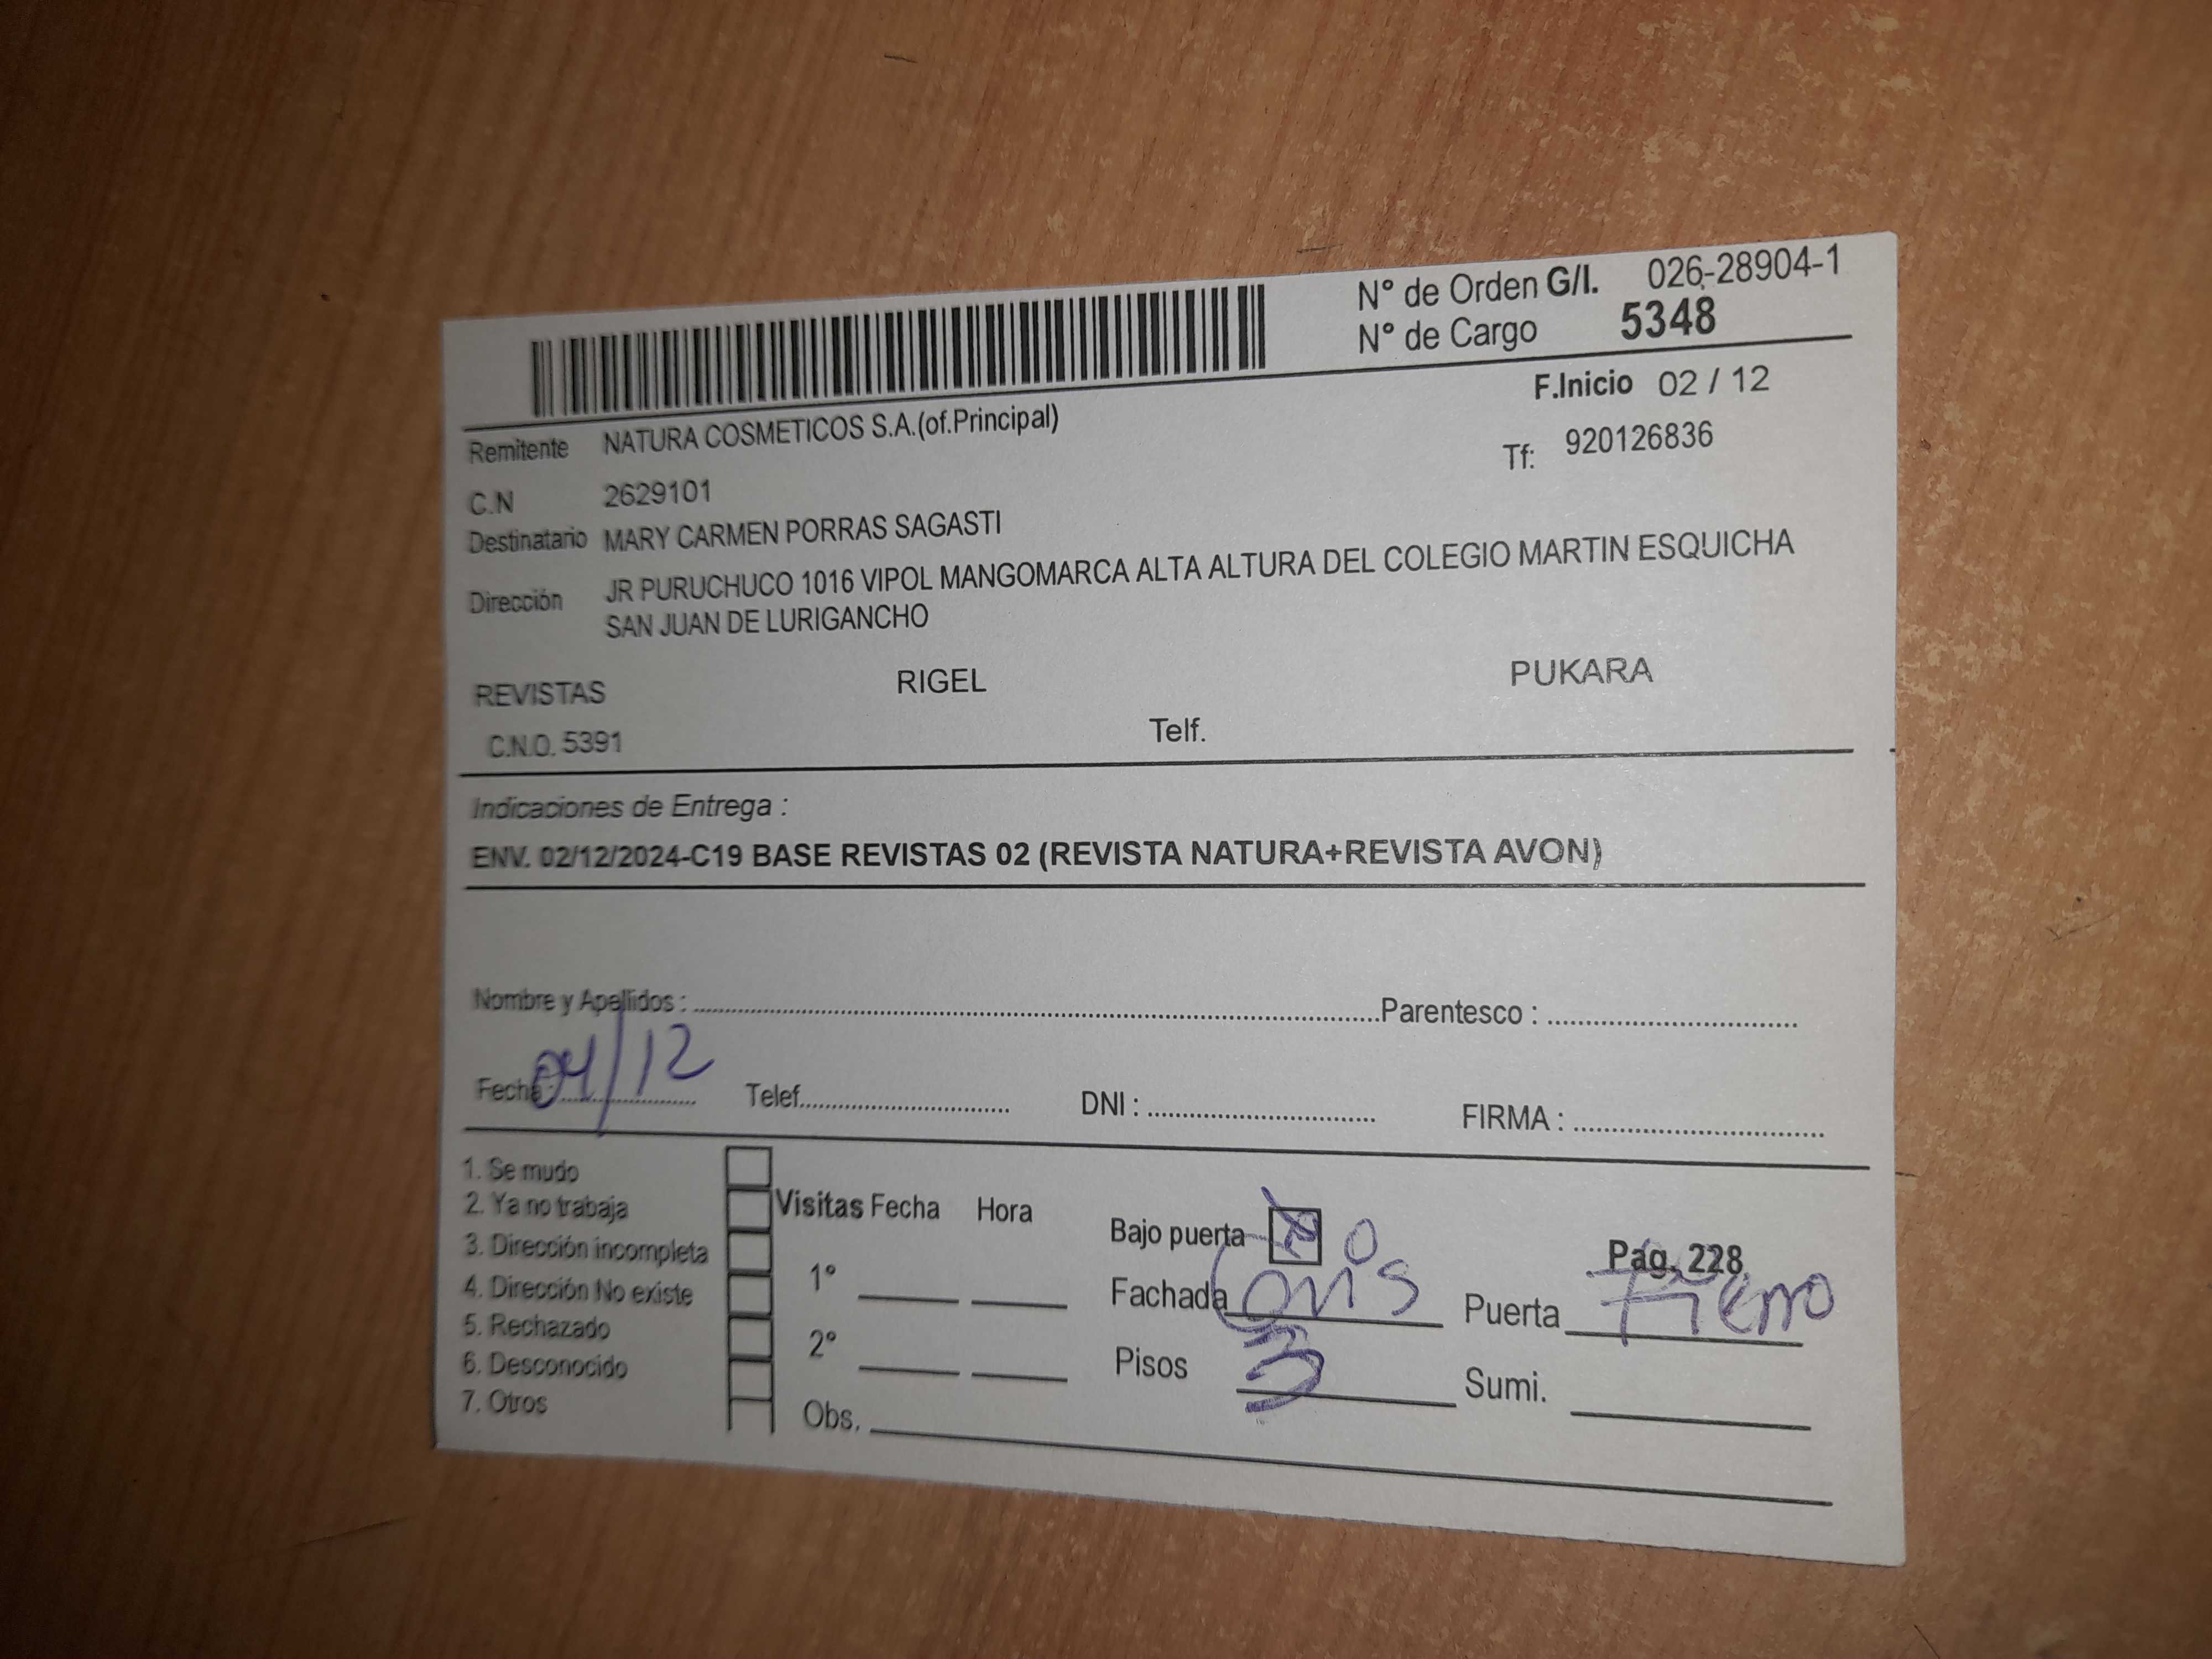 N° de Orden G/I. 026-28904-1
N° de Cargo 5348
F.Inicio 02 / 12
Remitente NATURA COSMETICOS S.A.(of.Principal)
Tf: 920126836
C.N 2629101
Destinatario MARY CARMEN PORRAS SAGASTI
Dirección JR PURUCHUCO 1016 VIPOL MANGOMARCA ALTA ALTURA DEL COLEGIO MARTIN ESQUICHA
SAN JUAN DE LURIGANCHO
REVISTAS RIGEL PUKARA
C.N.O. 5391 Telf.
Indicaciones de Entrega :
ENV. 02/12/2024-C19 BASE REVISTAS 02 (REVISTA NATURA+REVISTA AVON)
Nombre y Apellidos : Parentesco :
Fecha : 04/12 Telef. DNI : FIRMA :
1. Se mudo
2. Ya no trabaja
3. Dirección incompleta
4. Dirección No existe
5. Rechazado
6. Desconocido
7. Otros
Visitas Fecha Hora
1°
2°
Obs.
Bajo puerta
Pag. 228
Fachada Gris Puerta Fierro
Pisos 3 Sumi.